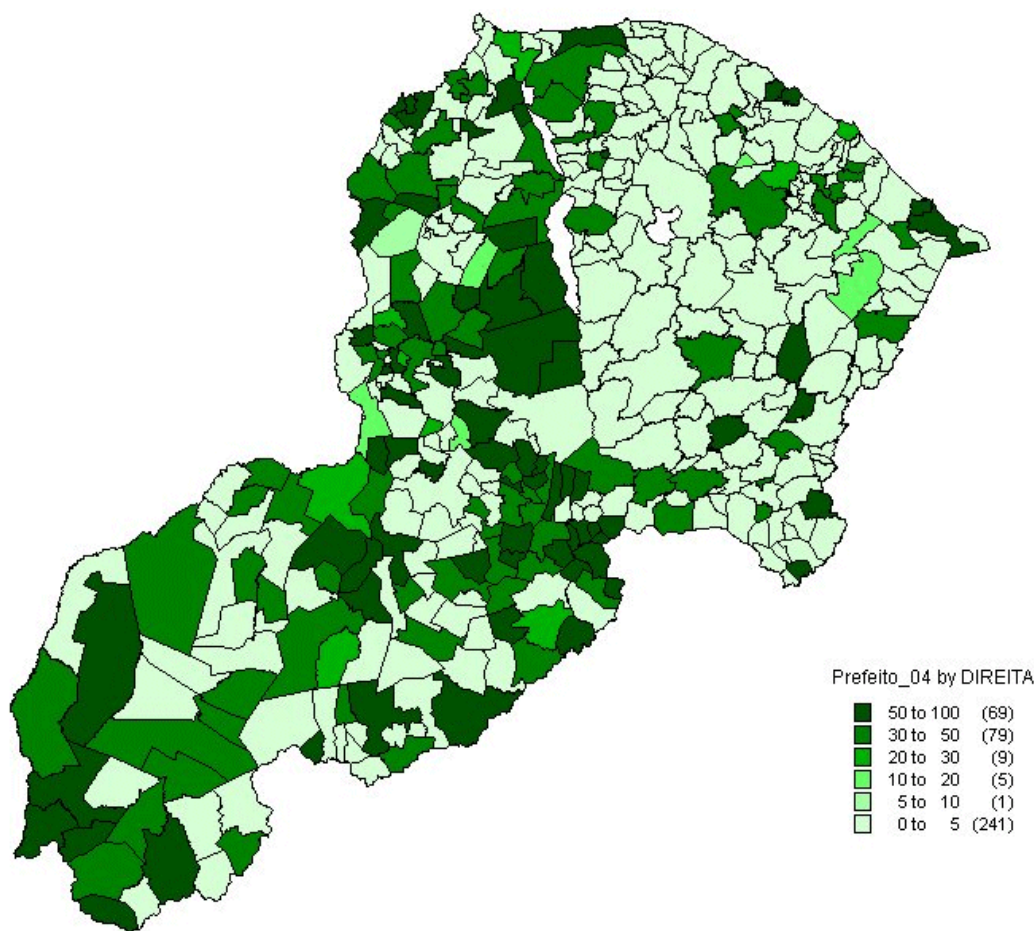 Prefeito_04 by DIREITA
50 to 100 (69)
30 to 50 (79)
20 to 30 (9)
10 to 20 (5)
5 to 10 (1)
0 to 5 (241)